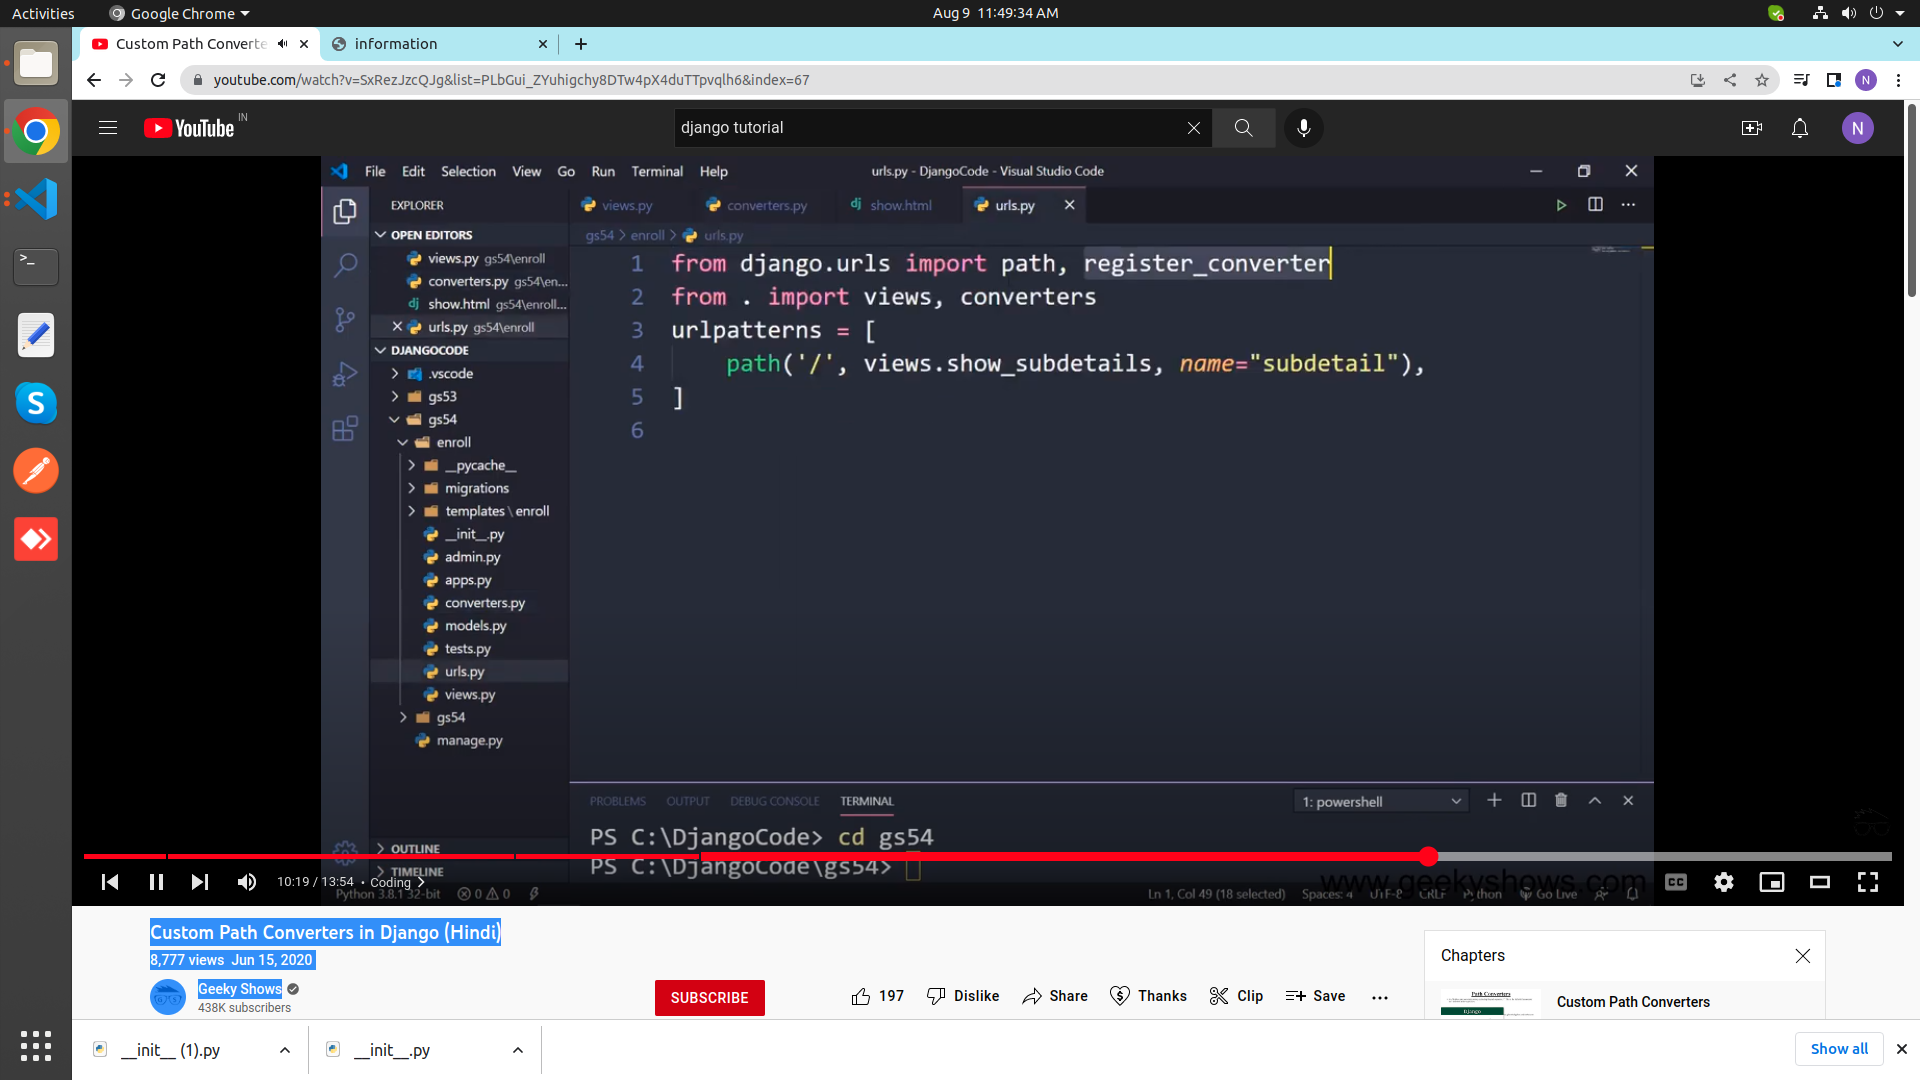 Activities
Google Chrome
Aug 9 11:49:34 AM
Custom Path Converte
information
youtube.com/watch?v=SxRezJzcQJg&list=PLbGui_ZYuhigchy8DTw4pX4duTTpvqlh6&index=67
N
YouTube IN
django tutorial
N
File Edit Selection View Go Run Terminal Help
urls.py - DjangoCode - Visual Studio Code
EXPLORER
views.py
converters.py
dj show.html
urls.py
OPEN EDITORS
gs54 > enroll > urls.py
views.py gs54\enroll
converters.py gs54\en...
dj show.html gs54\enroll...
urls.py gs54\enroll
DJANGOCODE
.vscode
gs53
gs54
enroll
__pycache__
migrations
templates \ enroll
__init__.py
admin.py
apps.py
converters.py
models.py
tests.py
urls.py
views.py
gs54
manage.py
OUTLINE
TIMELINE
1 from django.urls import path, register_converter
2 from . import views, converters
3 urlpatterns = [
4 path('/', views.show_subdetails, name="subdetail"),
5 ]
6
PROBLEMS OUTPUT DEBUG CONSOLE TERMINAL
1: powershell
PS C:\DjangoCode> cd gs54
PS C:\DjangoCode\gs54>
www.geekyshows.com
10:19 / 13:54 • Coding
CC
Python 3.8.1 32-bit 0 0
Ln 1, Col 49 (18 selected) Spaces: 4 UTF-8 CRLF Python Go Live
Custom Path Converters in Django (Hindi)
8,777 views Jun 15, 2020
Geeky Shows
438K subscribers
SUBSCRIBE
197
Dislike
Share
Thanks
Clip
Save
Chapters
Path Converters
Django
Custom Path Converters
__init__ (1).py
__init__.py
Show all